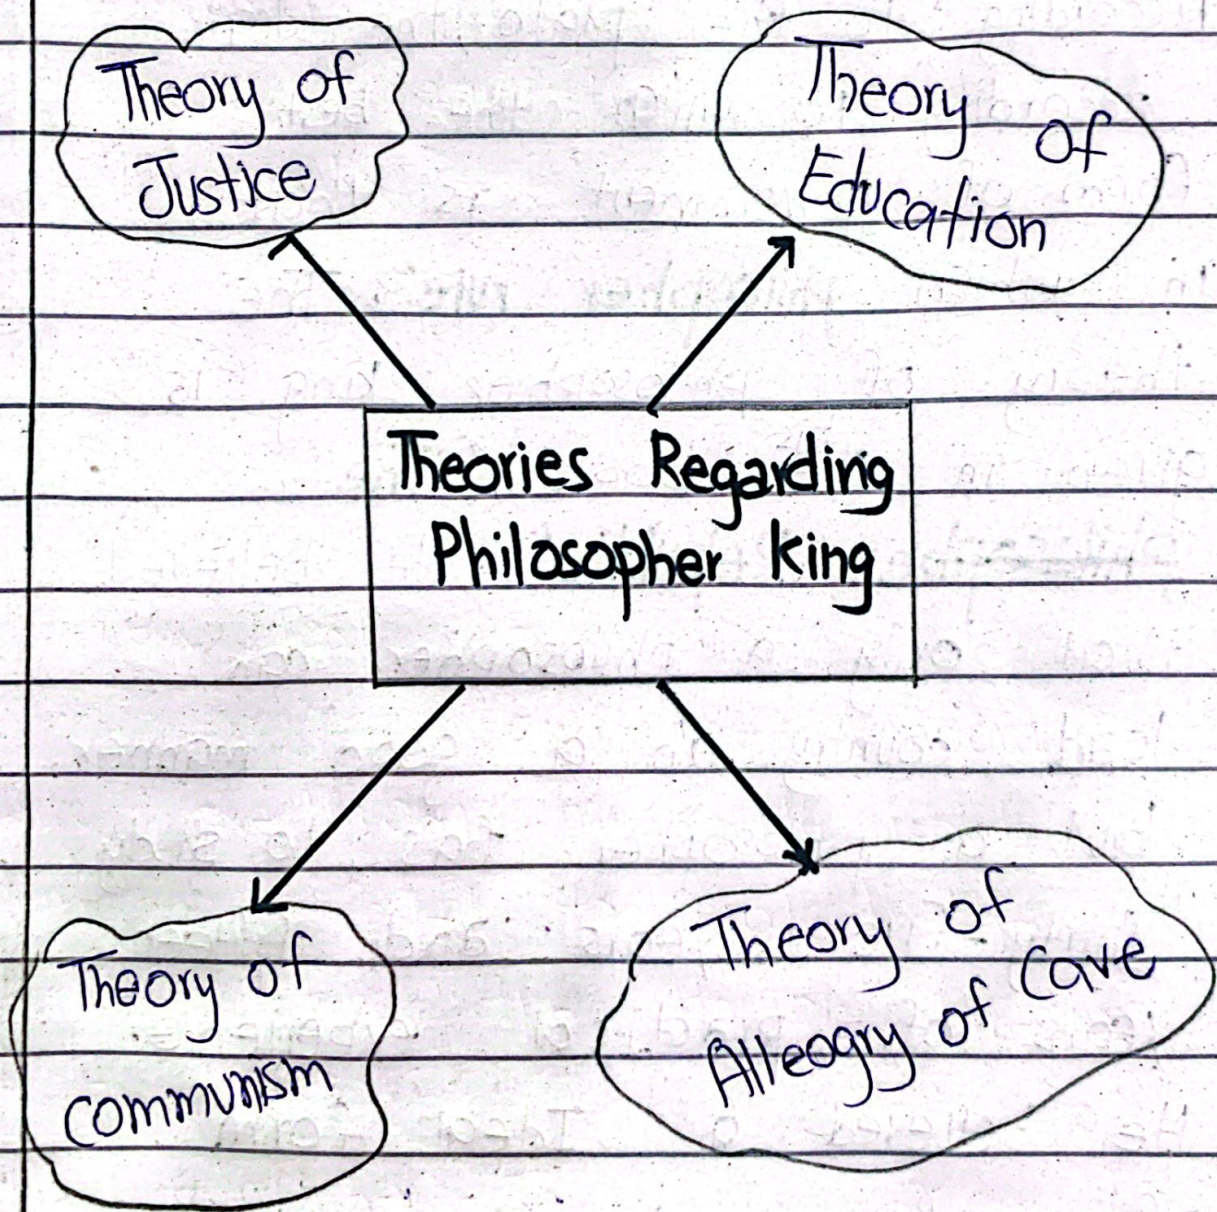 Theory of
Justice
Theory of
Education
Theories Regarding
Philosopher king
Theory of
communism
Theory of
Alleogry of Cave